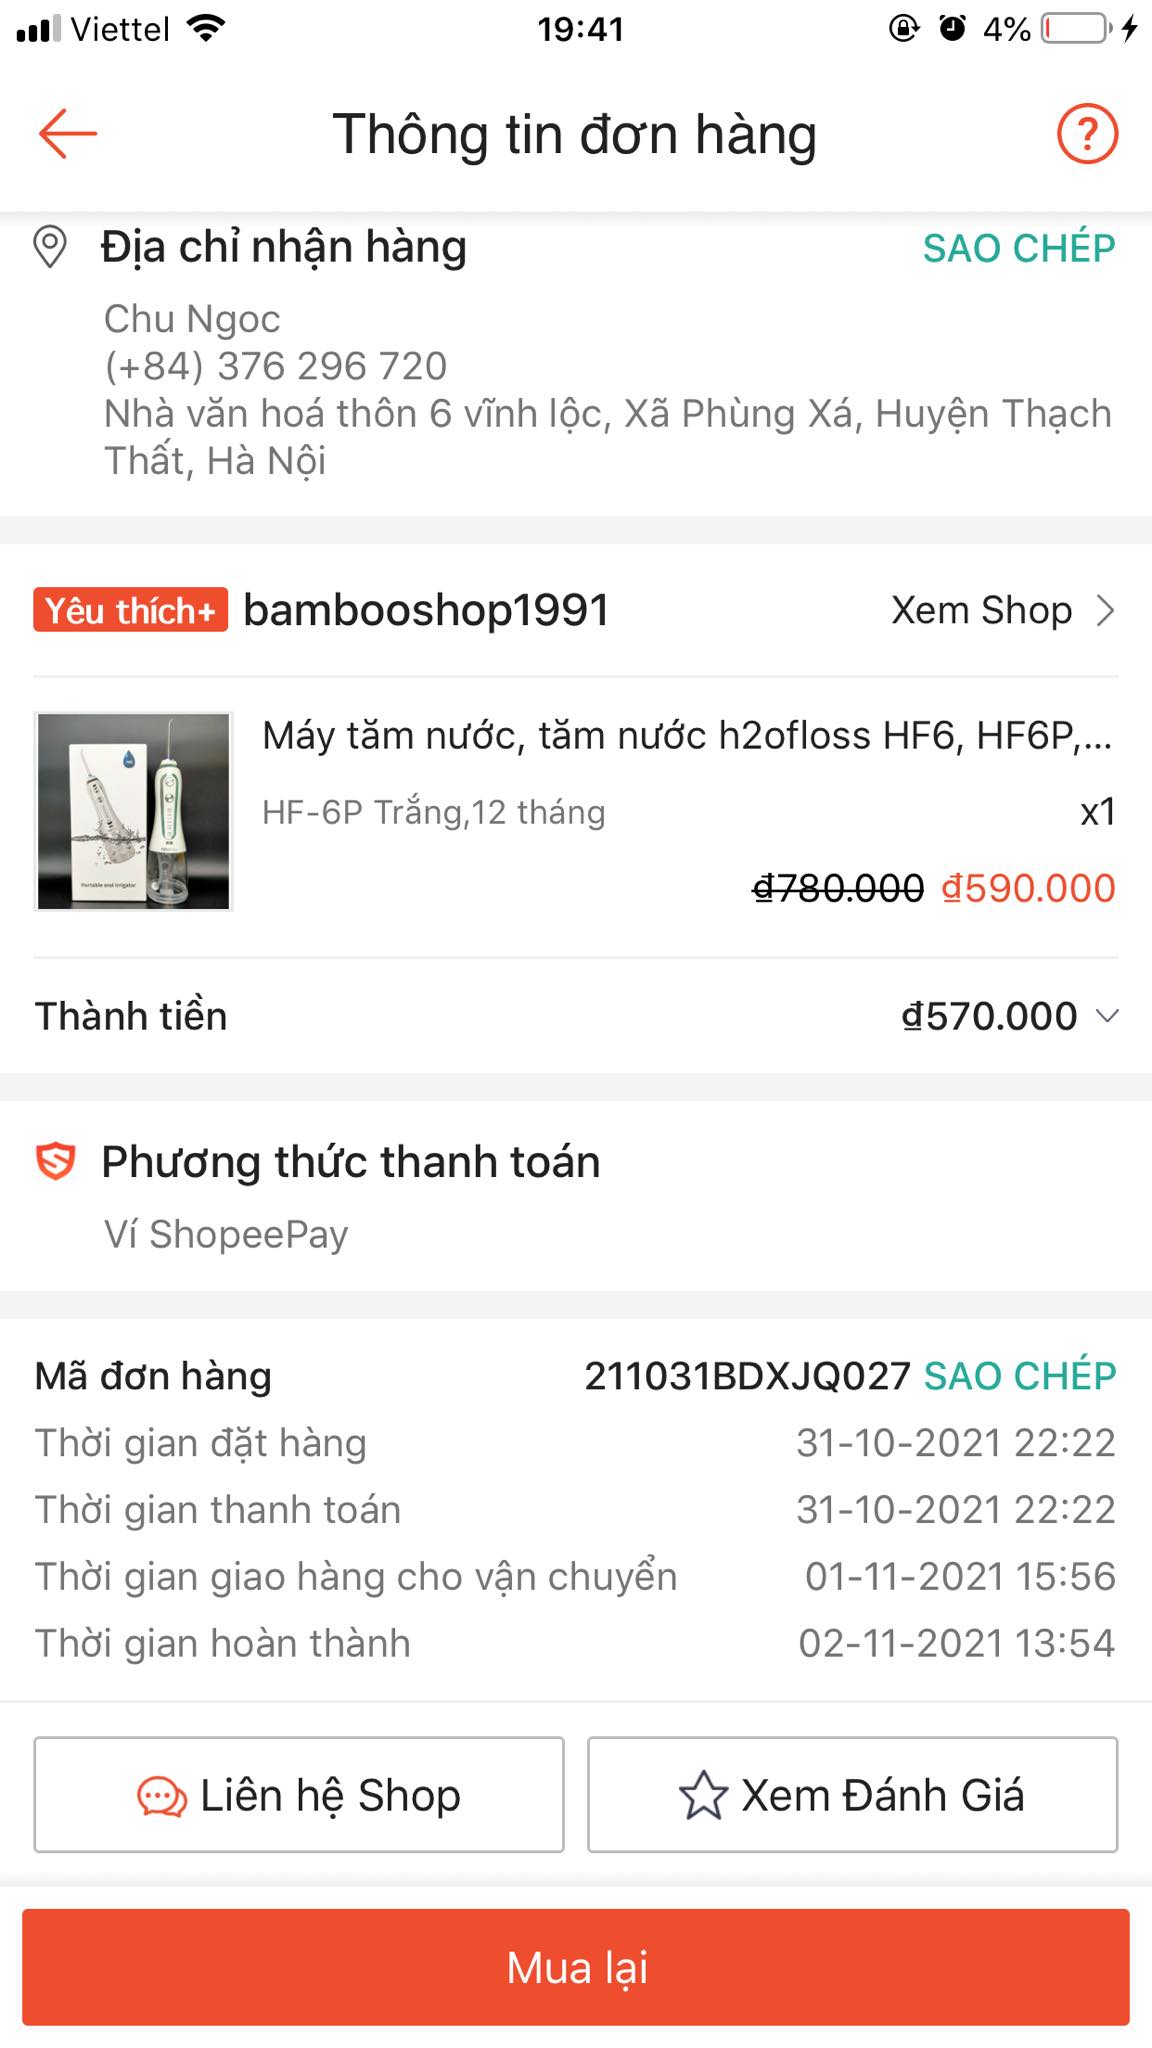 Viettel 19:41 4%
Thông tin đơn hàng ?
Địa chỉ nhận hàng SAO CHÉP
Chu Ngoc
(+84) 376 296 720
Nhà văn hoá thôn 6 vĩnh lộc, Xã Phùng Xá, Huyện Thạch
Thất, Hà Nội
Yêu thích+ bambooshop1991 Xem Shop
Máy tăm nước, tăm nước h2ofloss HF6, HF6P,...
HF-6P Trắng,12 tháng x1
Portable oral irrigator
₫780.000 ₫590.000
Thành tiền ₫570.000
Phương thức thanh toán
Ví ShopeePay
Mã đơn hàng 211031BDXJQ027 SAO CHÉP
Thời gian đặt hàng 31-10-2021 22:22
Thời gian thanh toán 31-10-2021 22:22
Thời gian giao hàng cho vận chuyển 01-11-2021 15:56
Thời gian hoàn thành 02-11-2021 13:54
Liên hệ Shop Xem Đánh Giá
Mua lại